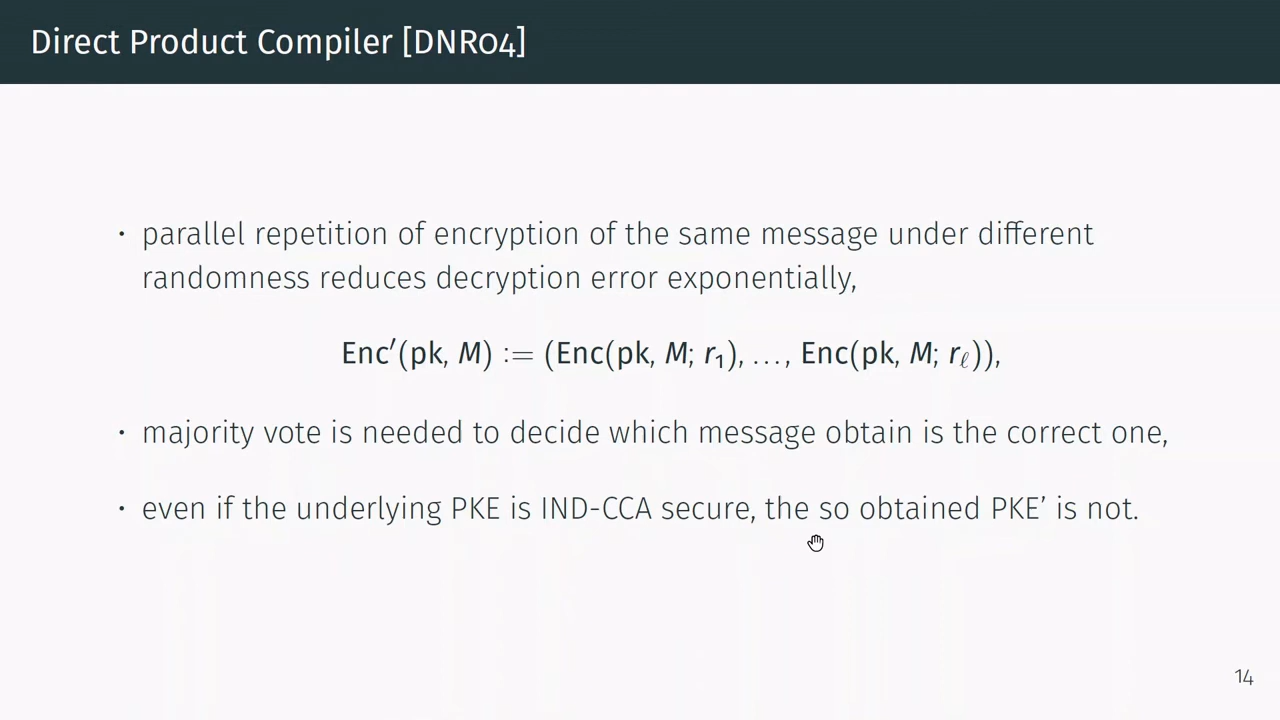 Direct Product Compiler [DNR04]
• parallel repetition of encryption of the same message under different
randomness reduces decryption error exponentially,
Enc′(pk, M) := (Enc(pk, M; r₁), …, Enc(pk, M; rℓ)),
• majority vote is needed to decide which message obtain is the correct one,
• even if the underlying PKE is IND-CCA secure, the so obtained PKE’ is not.
14